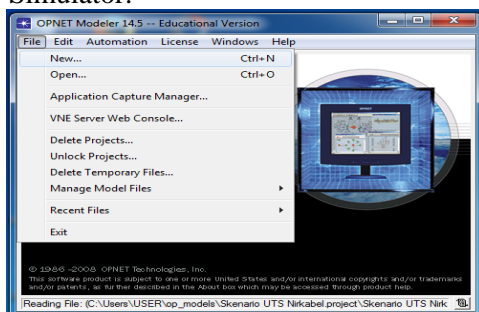 Simulator.
OPNET Modeler 14.5 -- Educational Version
File Edit Automation License Windows Help
New... Ctrl+N
Open... Ctrl+O
Application Capture Manager...
VNE Server Web Console...
Delete Projects...
Unlock Projects...
Delete Temporary Files...
Manage Model Files
Recent Files
Exit
© 1986-2008 OPNET Technologies, Inc.
This software product is subject to one or more United States and/or international copyrights and/or trademarks
and/or patents, as further described in the About box which may be accessed through product help.
Reading File: (C:\Users\USER\op_models\Skenario UTS Nirkabel.project\Skenario UTS Nirk